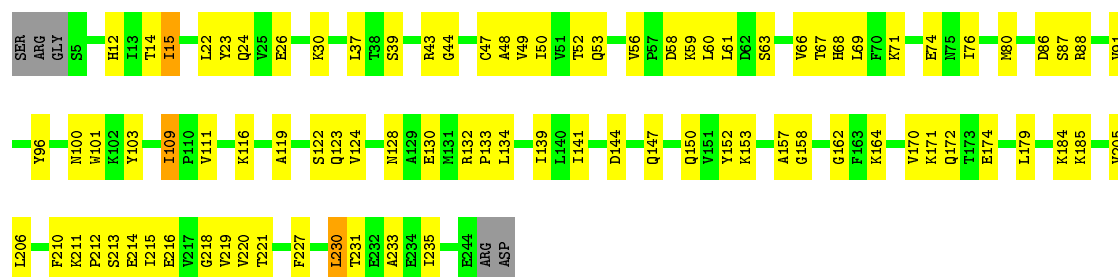 SER ARG GLY S5 H12 I13 T14 I15 L22 Y23 Q24 V25 E26 K30 L37 T38 S39 R43 G44 C47 A48 V49 I50 V51 T52 Q53 V56 P57 D58 K59 L60 L61 D62 S63 V66 T67 H68 L69 F70 K71 E74 N75 I76 M80 D86 S87 R88
Y96 N100 W101 K102 Y103 I109 P110 V111 K116 A119 S122 Q123 V124 N128 A129 E130 M131 R132 P133 L134 I139 L140 I141 D144 Q147 Q150 V151 Y152 K153 A157 G158 G162 F163 K164 V170 K171 Q172 T173 E174 L179 K184 K185
L206 F210 K211 P212 S213 E214 I215 E216 V217 G218 V219 V220 T221 F227 L230 T231 E232 A233 E234 I235 E244 ARG ASP